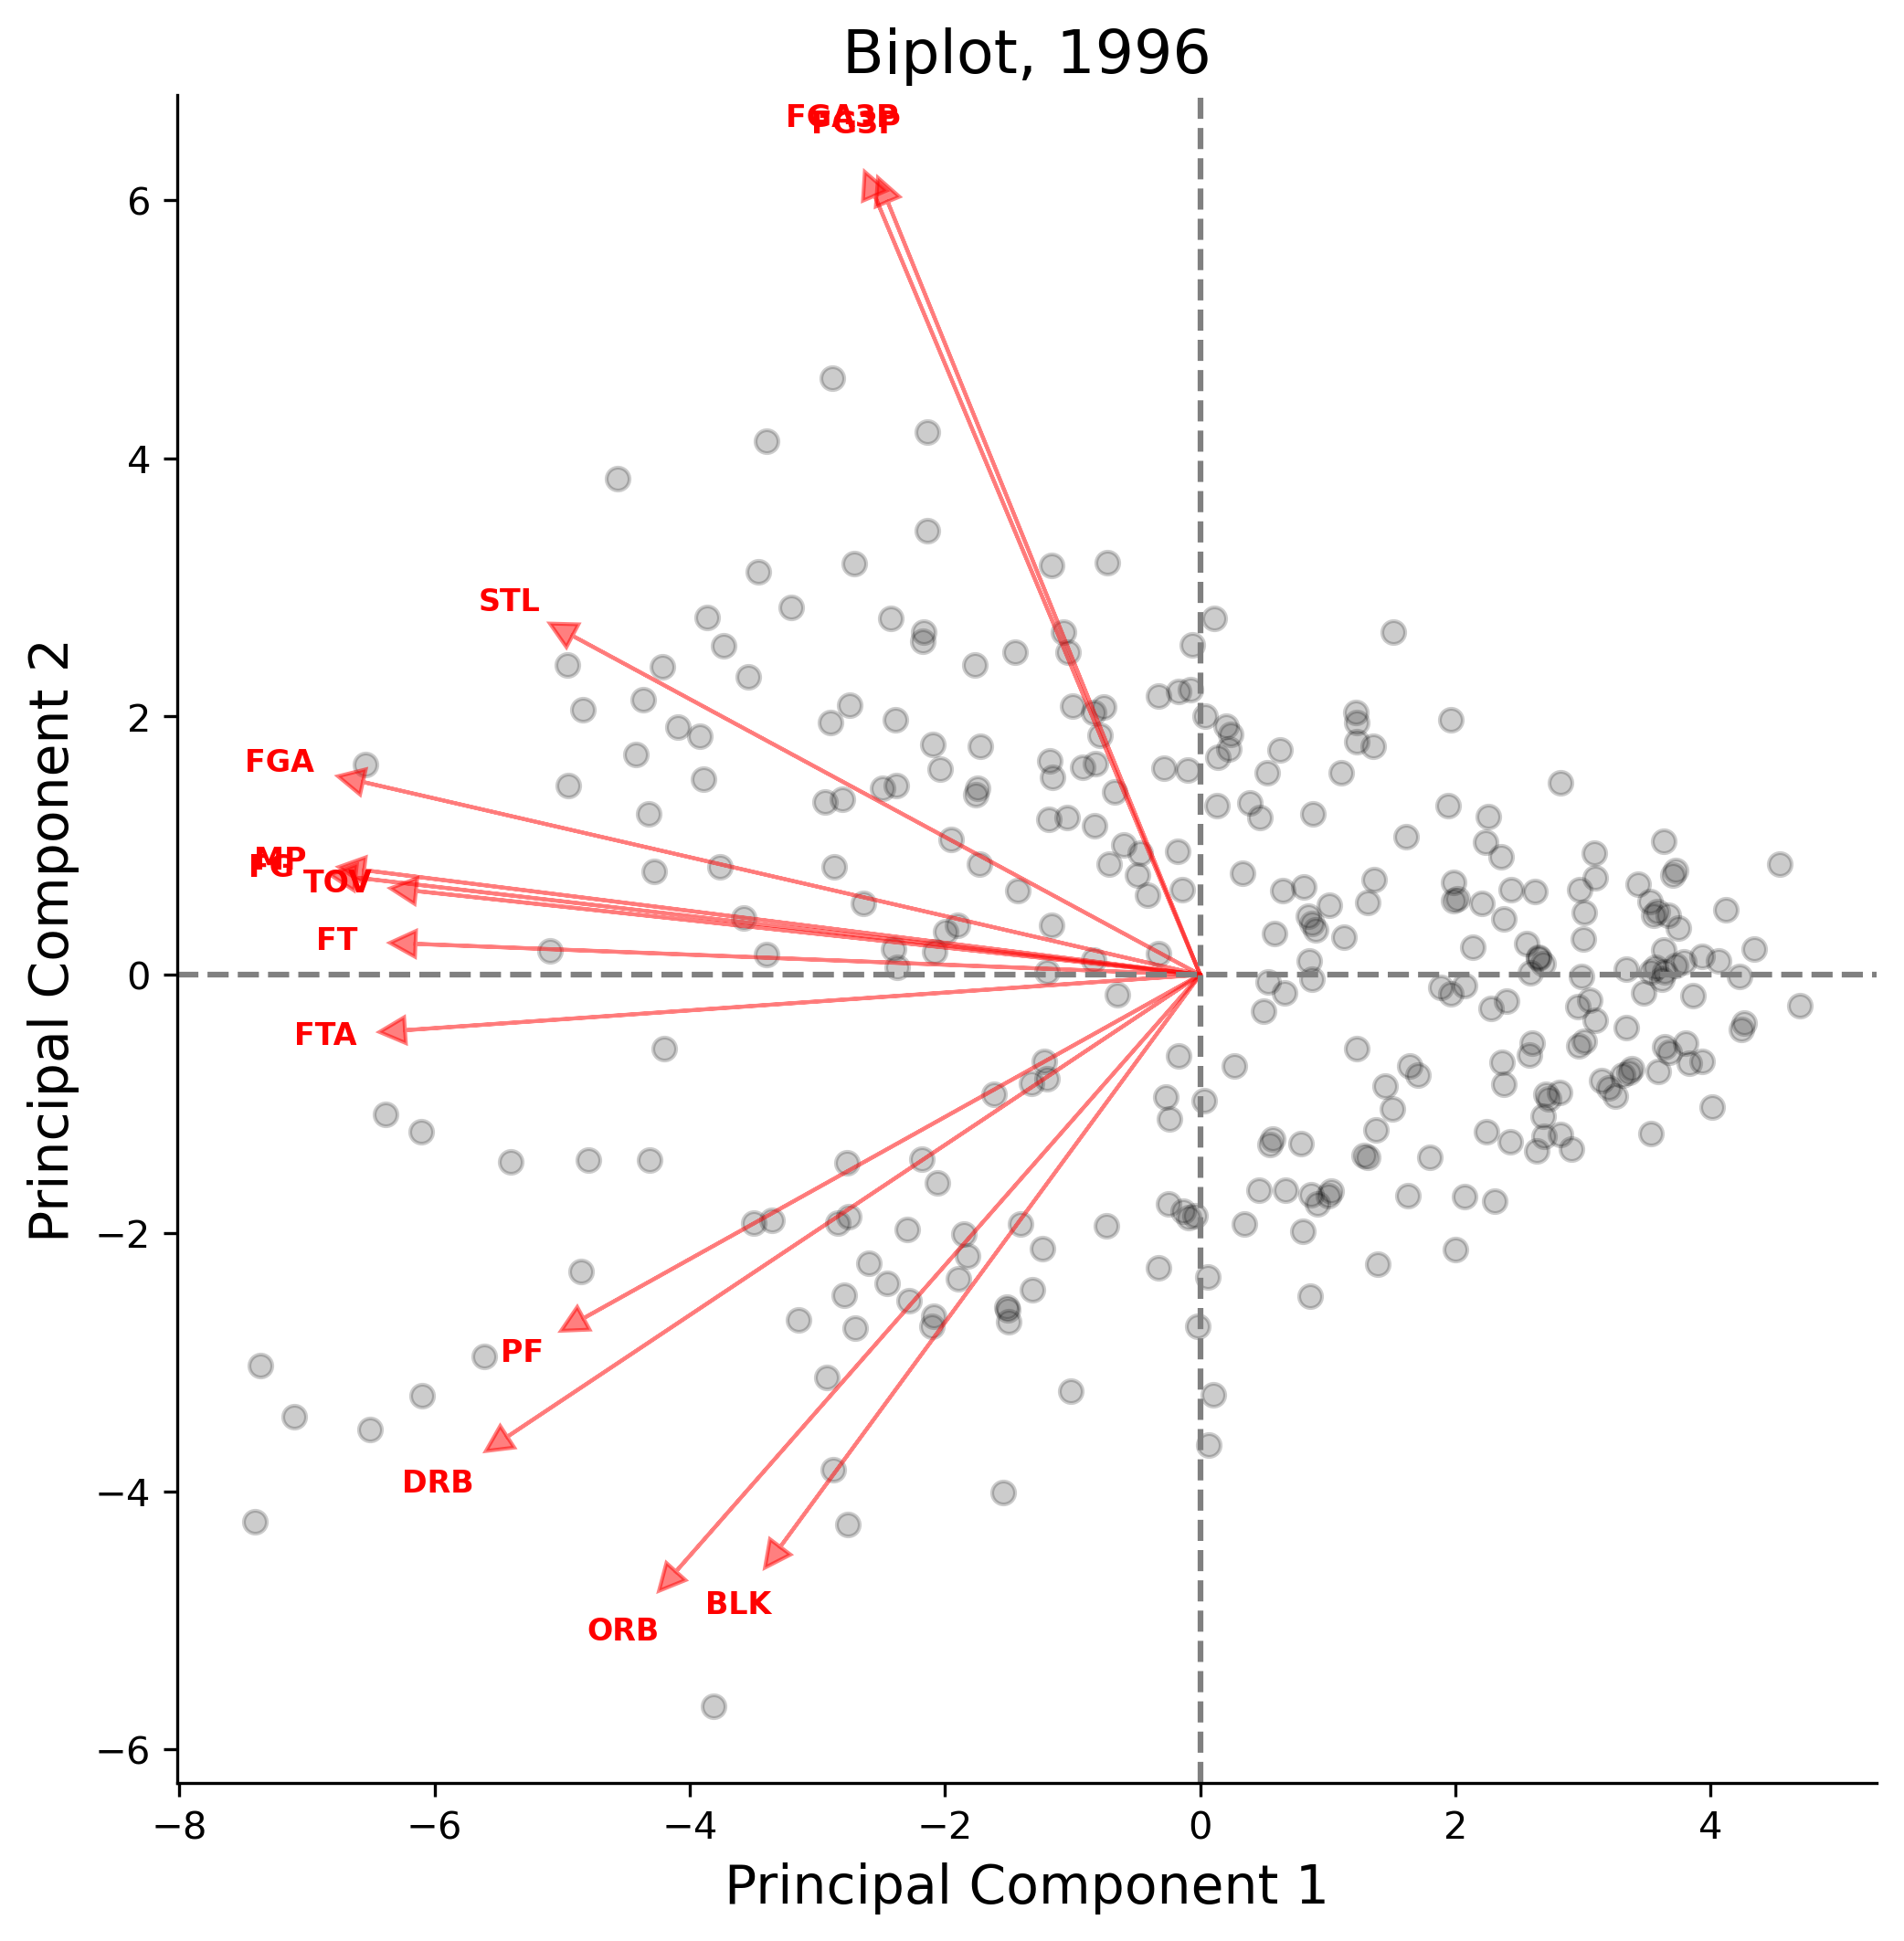 Biplot, 1996
FGA3P
FG3P
STL
FGA
MP
FG
TOV
FT
FTA
PF
DRB
BLK
ORB
6
4
2
0
−2
−4
−6
Principal Component 2
−8
−6
−4
−2
0
2
4
Principal Component 1